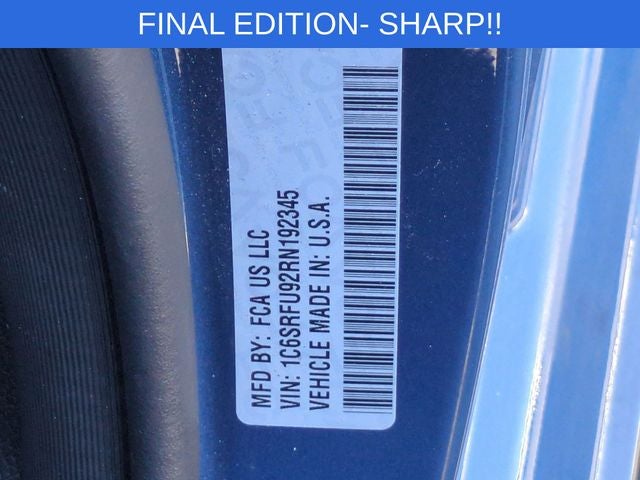 FINAL EDITION- SHARP!!
MFD BY: FCA US LLC
VIN: 1C6SRFU92RN192345
VEHICLE MADE IN: U.S.A.